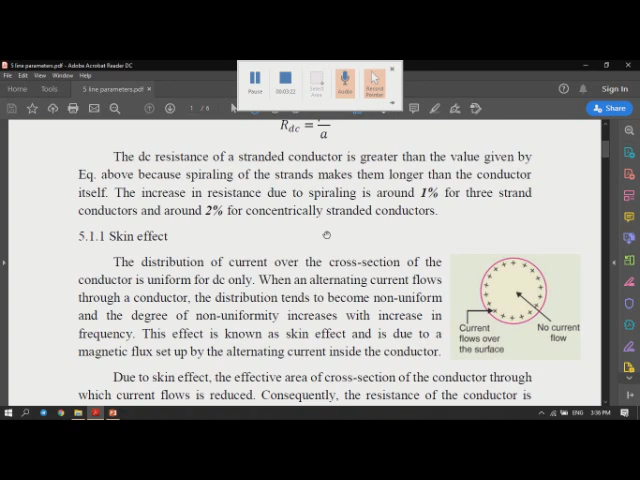 5 line parameters.pdf - Adobe Acrobat Reader DC
File Edit View Window Help
Home Tools 5 line parameters.pdf ×
Sign In
Pause 00:03:22 Select Area Audio Record Pointer
1 / 6
Share
R dc =
a
The dc resistance of a stranded conductor is greater than the value given by
Eq. above because spiraling of the strands makes them longer than the conductor
itself. The increase in resistance due to spiraling is around 1% for three strand
conductors and around 2% for concentrically stranded conductors.
5.1.1 Skin effect
The distribution of current over the cross-section of the
conductor is uniform for dc only. When an alternating current flows
through a conductor, the distribution tends to become non-uniform
and the degree of non-uniformity increases with increase in
frequency. This effect is known as skin effect and is due to a
magnetic flux set up by the alternating current inside the conductor.
Current
flows over
the surface
No current
flow
Due to skin effect, the effective area of cross-section of the conductor through
which current flows is reduced. Consequently, the resistance of the conductor is
ENG 3:36 PM